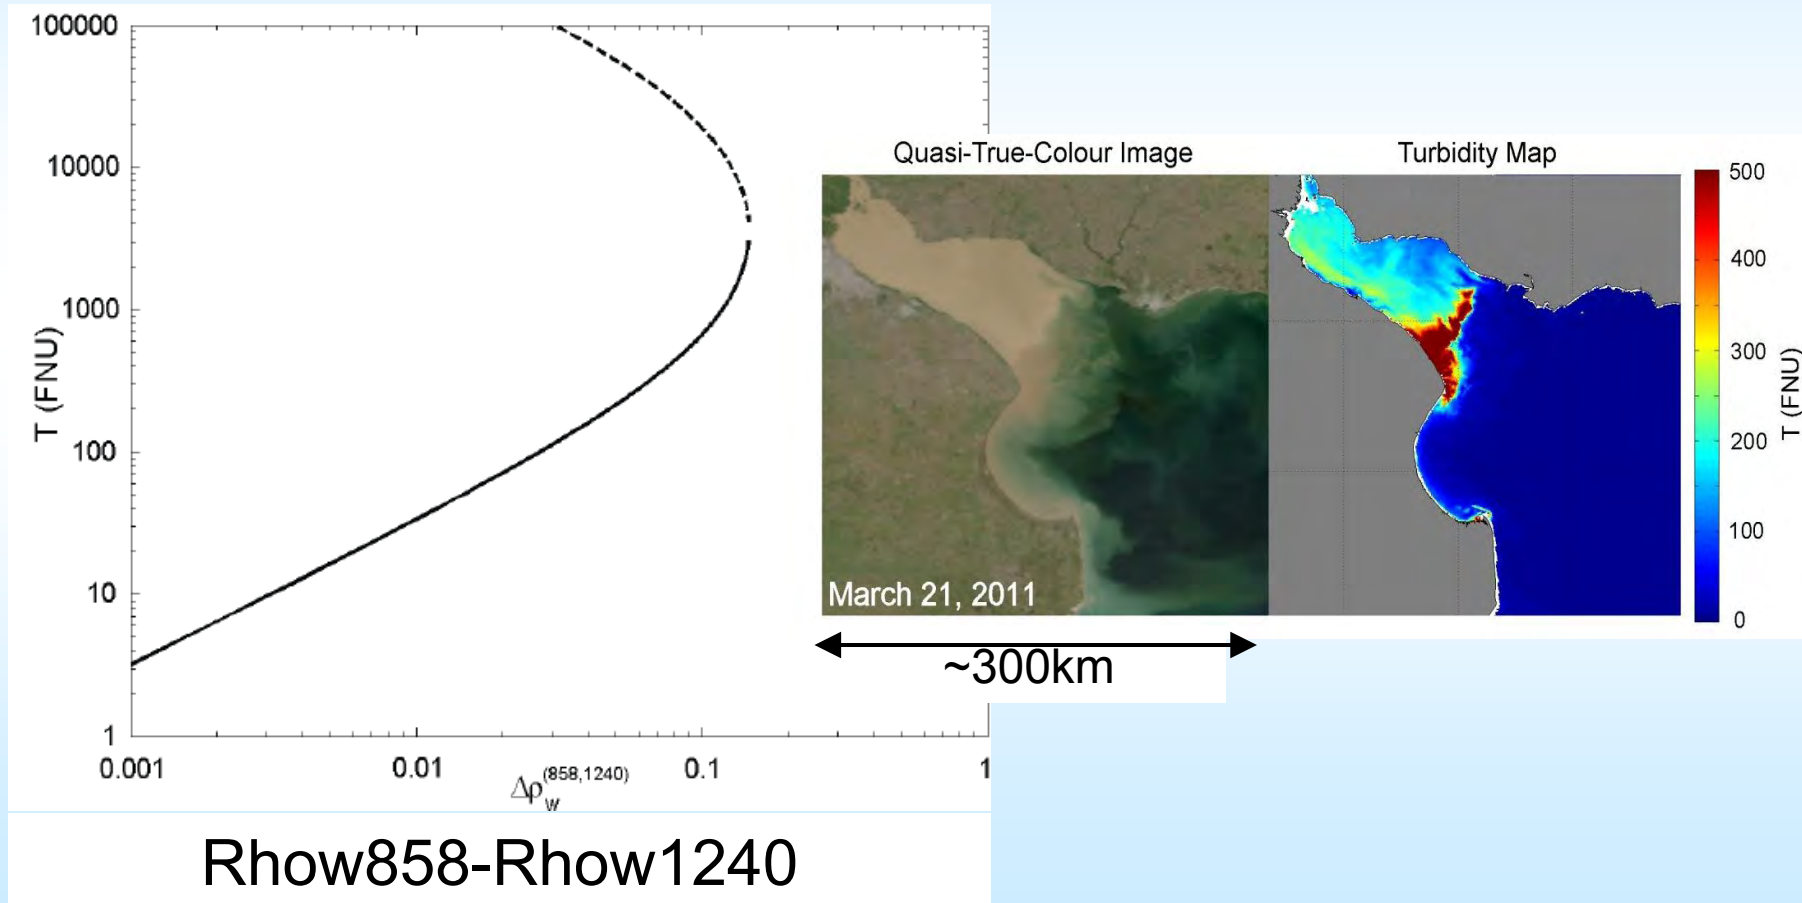 100000
10000
1000
100
10
1
T (FNU)
0.001
0.01
0.1
1
Δρw(858,1240)
Rhow858-Rhow1240
Quasi-True-Colour Image
March 21, 2011
~300km
Turbidity Map
500
400
300
200
100
0
T (FNU)